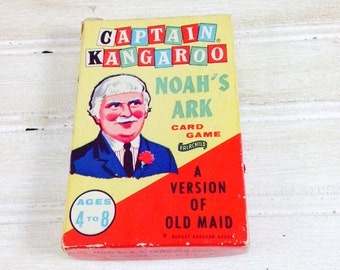 CAPTAIN
KANGAROO
NOAH'S
ARK
CARD
GAME
FAIRCHILD
A
VERSION
OF
OLD MAID
AGES
4 TO 8